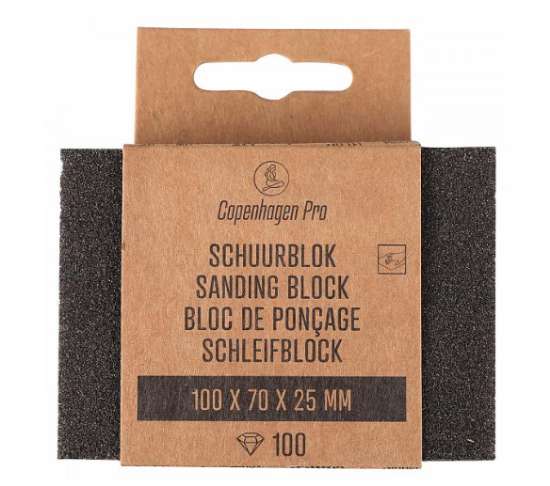 Copenhagen Pro
SCHUURBLOK
SANDING BLOCK
BLOC DE PONÇAGE
SCHLEIFBLOCK
100 X 70 X 25 MM
100